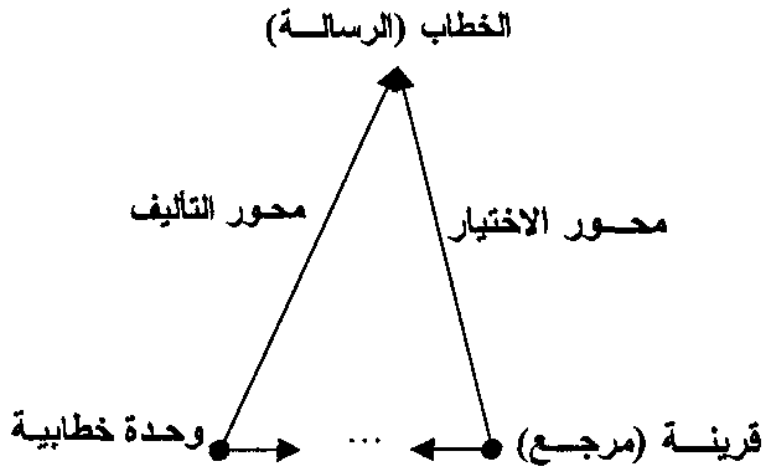 الخطاب (الرسالة)
محور الاختيار
محور التأليف
قرينة (مرجع)
...
وحدة خطابية